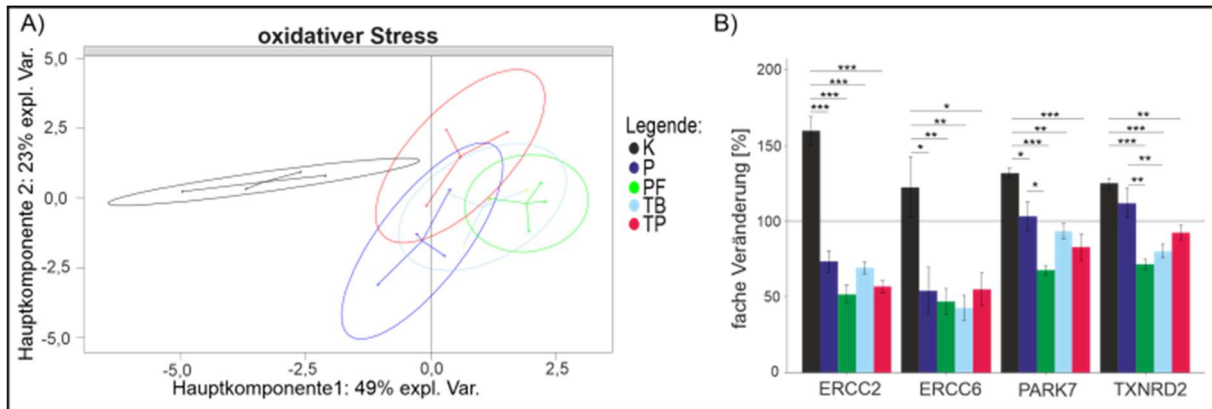 A)
oxidativer Stress
Hauptkomponente 2: 23% expl. Var.
5,0
2,5
0,0
-2,5
-5,0
-5,0
-2,5
0,0
2,5
Hauptkomponente1: 49% expl. Var.
Legende:
K
P
PF
TB
TP
B)
fache Veränderung [%]
200
150
100
50
0
***
***
***
***
*
**
**
*
***
**
***
*
*
**
***
***
**
**
ERCC2
ERCC6
PARK7
TXNRD2